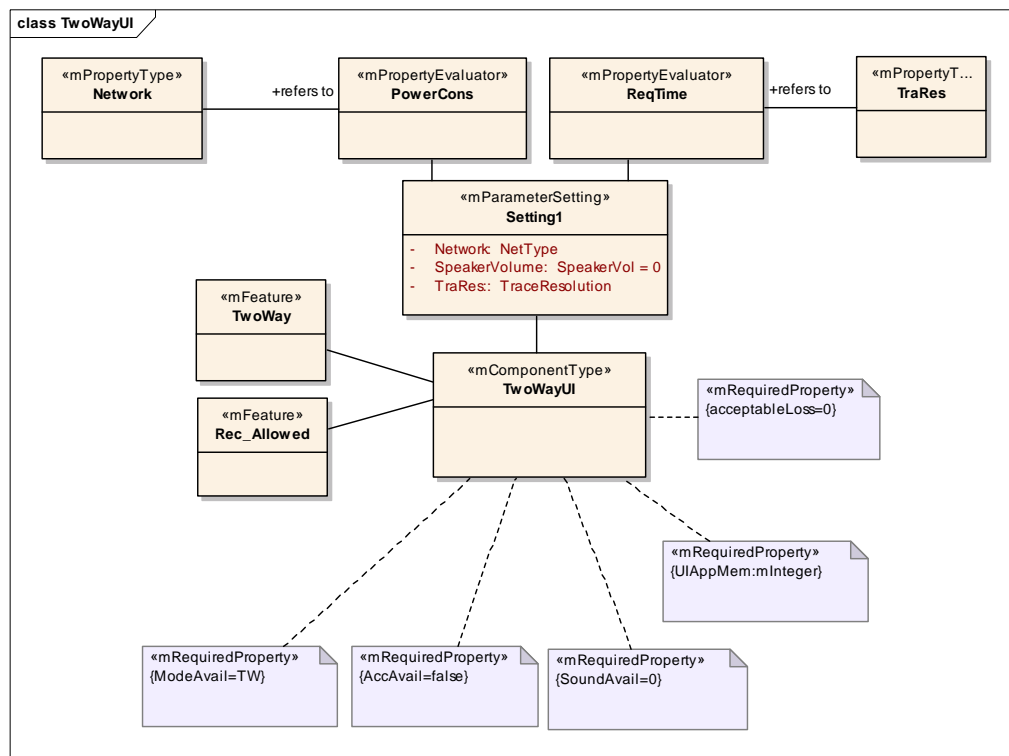 class TwoWayUI
«mPropertyType»
Network
+refers to
«mPropertyEvaluator»
PowerCons
«mPropertyEvaluator»
ReqTime
+refers to
«mPropertyT...
TraRes
«mParameterSetting»
Setting1
- Network: NetType
- SpeakerVolume: SpeakerVol = 0
- TraRes:: TraceResolution
«mFeature»
TwoWay
«mComponentType»
TwoWayUI
«mRequiredProperty»
{acceptableLoss=0}
«mFeature»
Rec_Allowed
«mRequiredProperty»
{UIAppMem:mInteger}
«mRequiredProperty»
{ModeAvail=TW}
«mRequiredProperty»
{AccAvail=false}
«mRequiredProperty»
{SoundAvail=0}